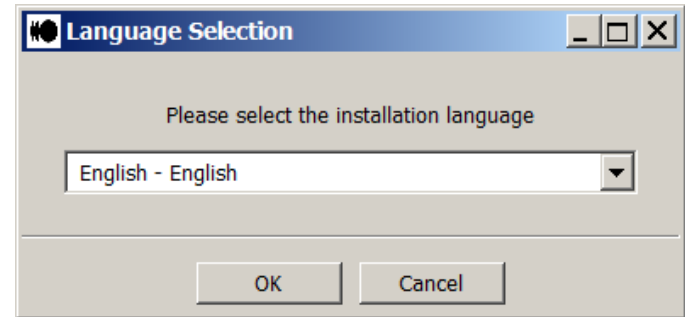 Language Selection
Please select the installation language
English - English
OK Cancel